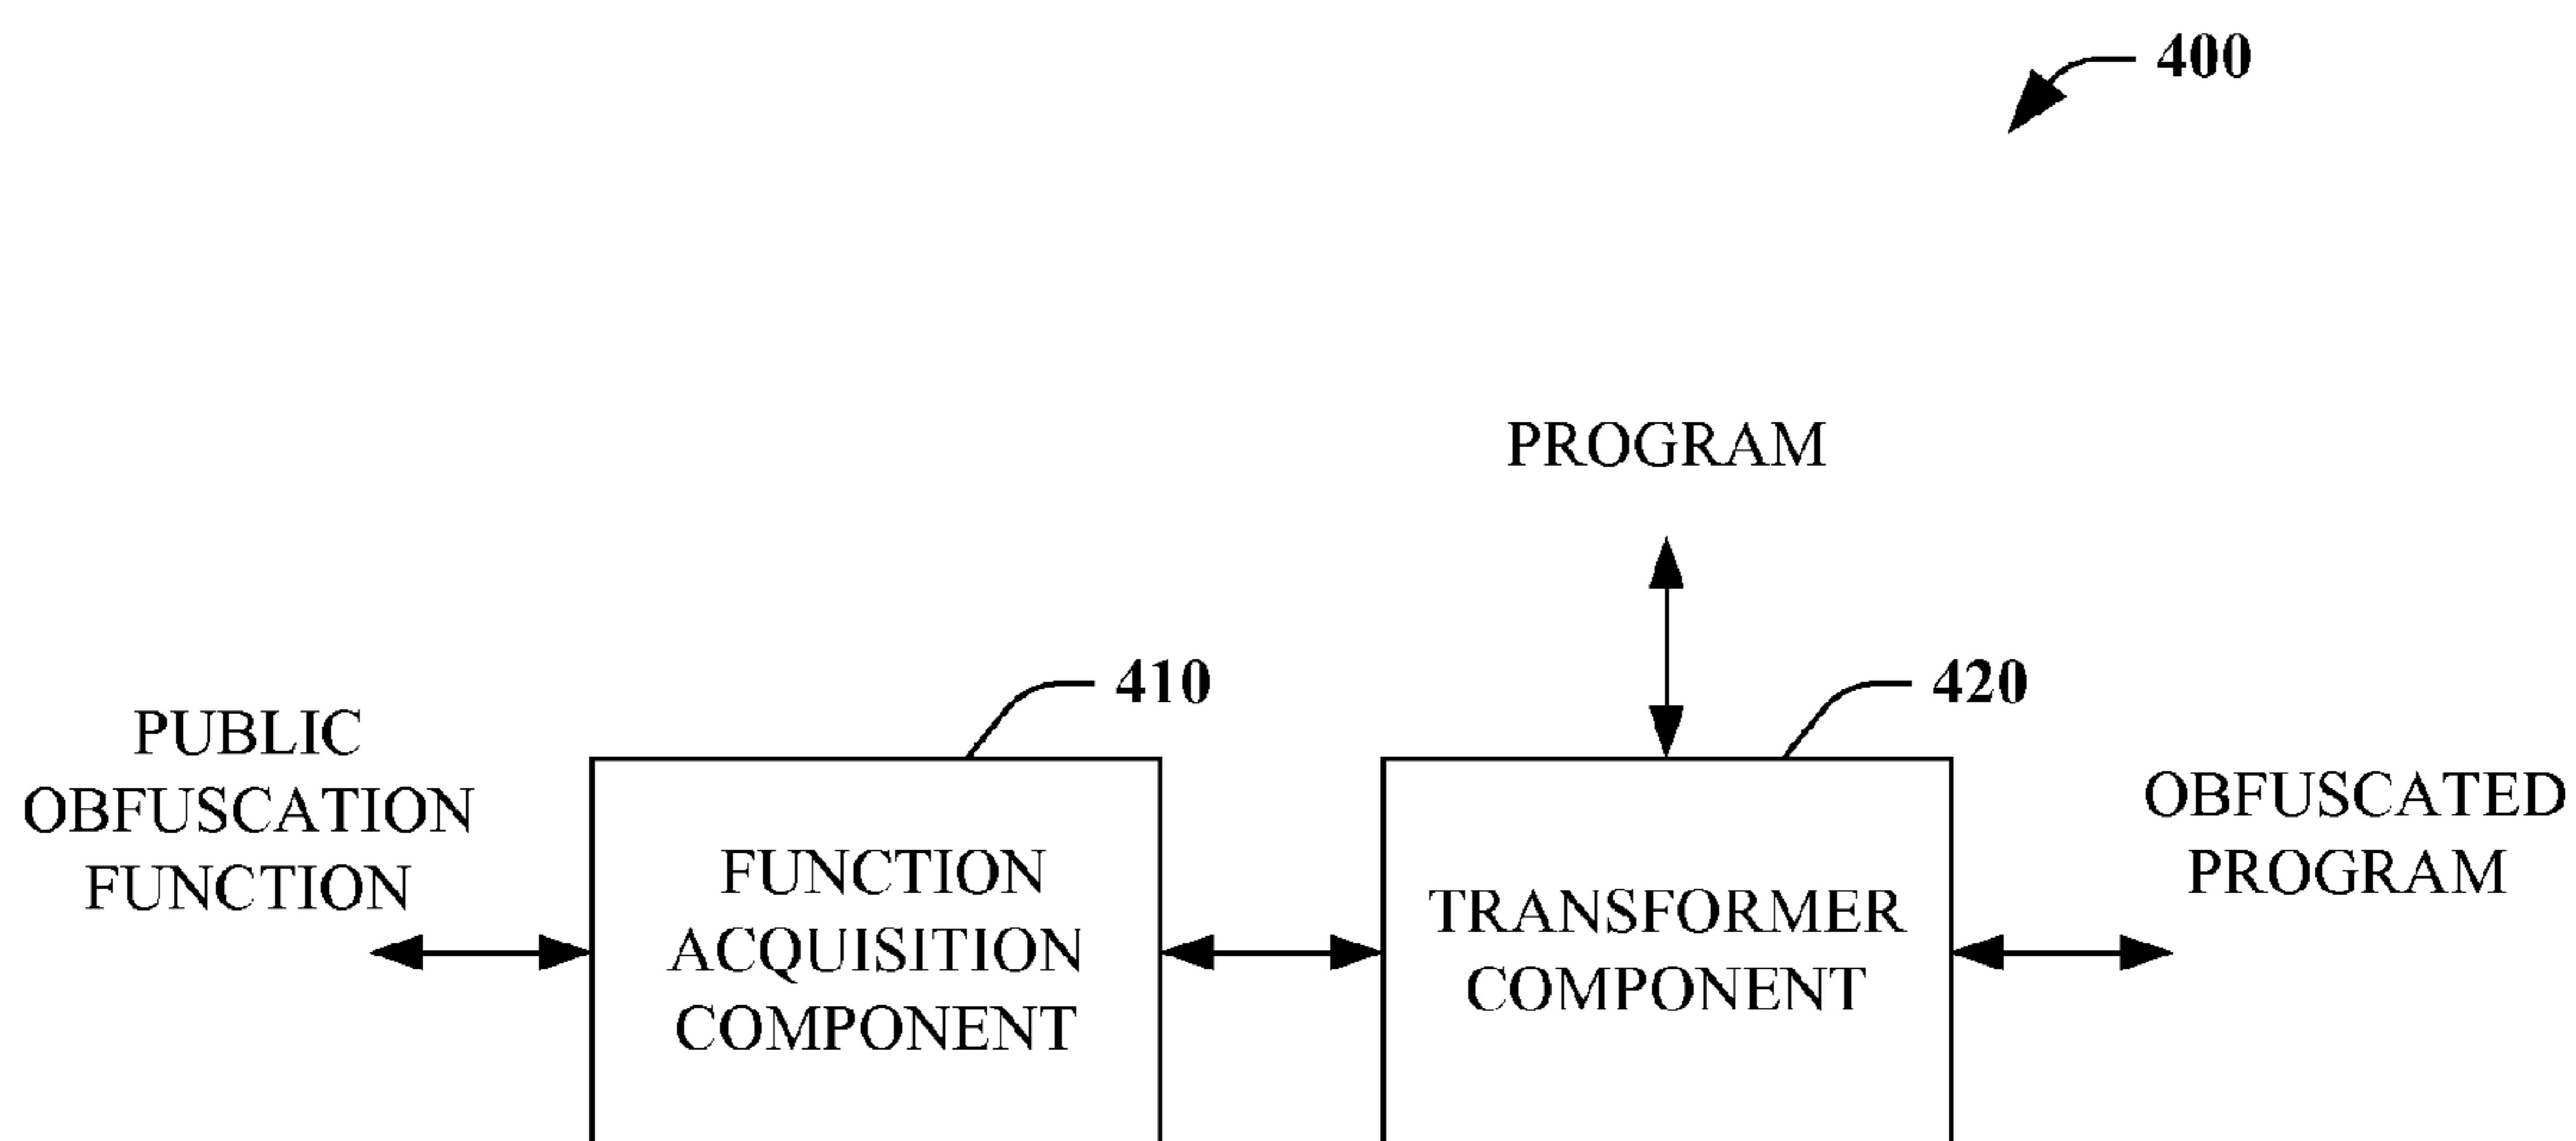 400
PROGRAM
410
420
PUBLIC
OBFUSCATION
FUNCTION
FUNCTION
ACQUISITION
COMPONENT
TRANSFORMER
COMPONENT
OBFUSCATED
PROGRAM